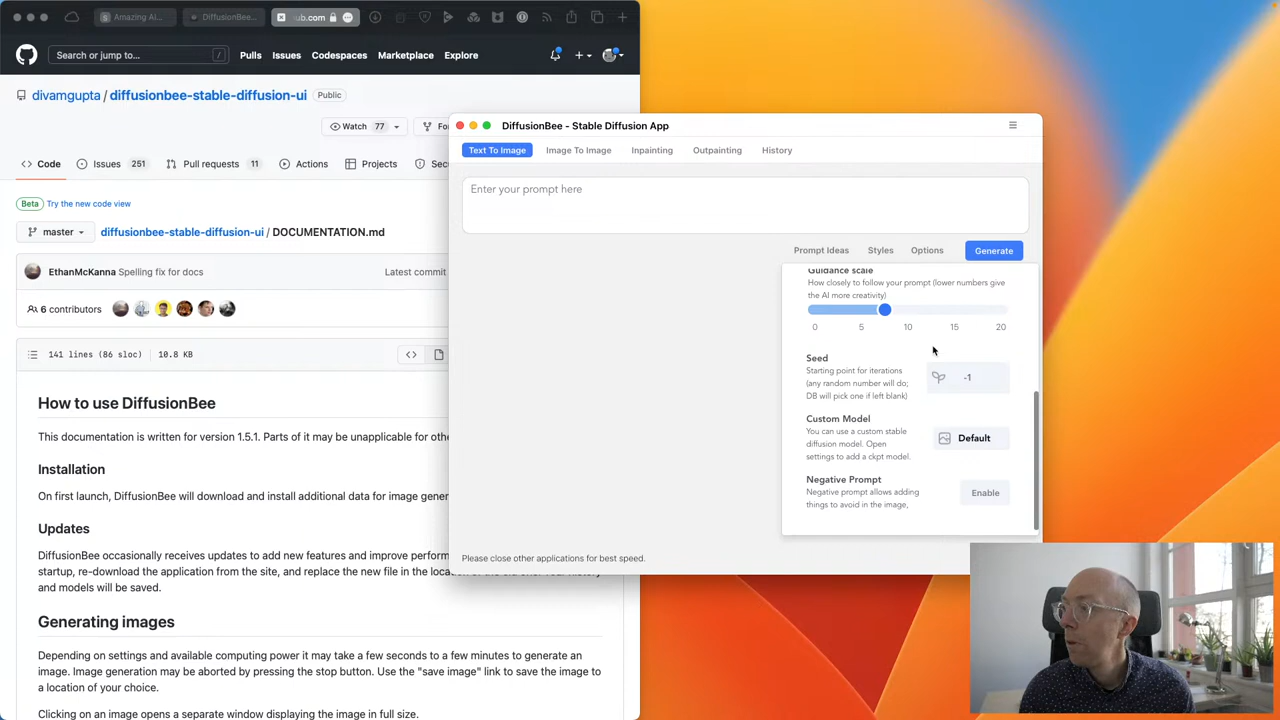 Amazing AI...
DiffusionBee...
ub.com
Search or jump to...
/
Pulls
Issues
Codespaces
Marketplace
Explore
divamgupta / diffusionbee-stable-diffusion-ui
Public
Watch 77
Code
Issues 251
Pull requests 11
Actions
Projects
Beta Try the new code view
master
diffusionbee-stable-diffusion-ui / DOCUMENTATION.md
EthanMcKanna Spelling fix for docs
Latest commit
6 contributors
141 lines (86 sloc)
10.8 KB
How to use DiffusionBee
This documentation is written for version 1.5.1. Parts of it may be unapplicable for
Installation
On first launch, DiffusionBee will download and install additional data for image
Updates
DiffusionBee occasionally receives updates to add new features and improve
startup, re-download the application from the site, and replace the new file in the
and models will be saved.
Generating images
Depending on settings and available computing power it may take a few seconds to a few minutes to generate an
image. Image generation may be aborted by pressing the stop button. Use the "save image" link to save the image to
a location of your choice.
Clicking on an image opens a separate window displaying the image in full size.
DiffusionBee - Stable Diffusion App
Text To Image
Image To Image
Inpainting
Outpainting
History
Enter your prompt here
Prompt Ideas
Styles
Options
Generate
Guidance scale
How closely to follow your prompt (lower numbers give
the AI more creativity)
0 5 10 15 20
Seed
Starting point for iterations
(any random number will do;
DB will pick one if left blank)
-1
Custom Model
You can use a custom stable
diffusion model. Open
settings to add a ckpt model.
Default
Negative Prompt
Negative prompt allows adding
things to avoid in the image,
Enable
Please close other applications for best speed.